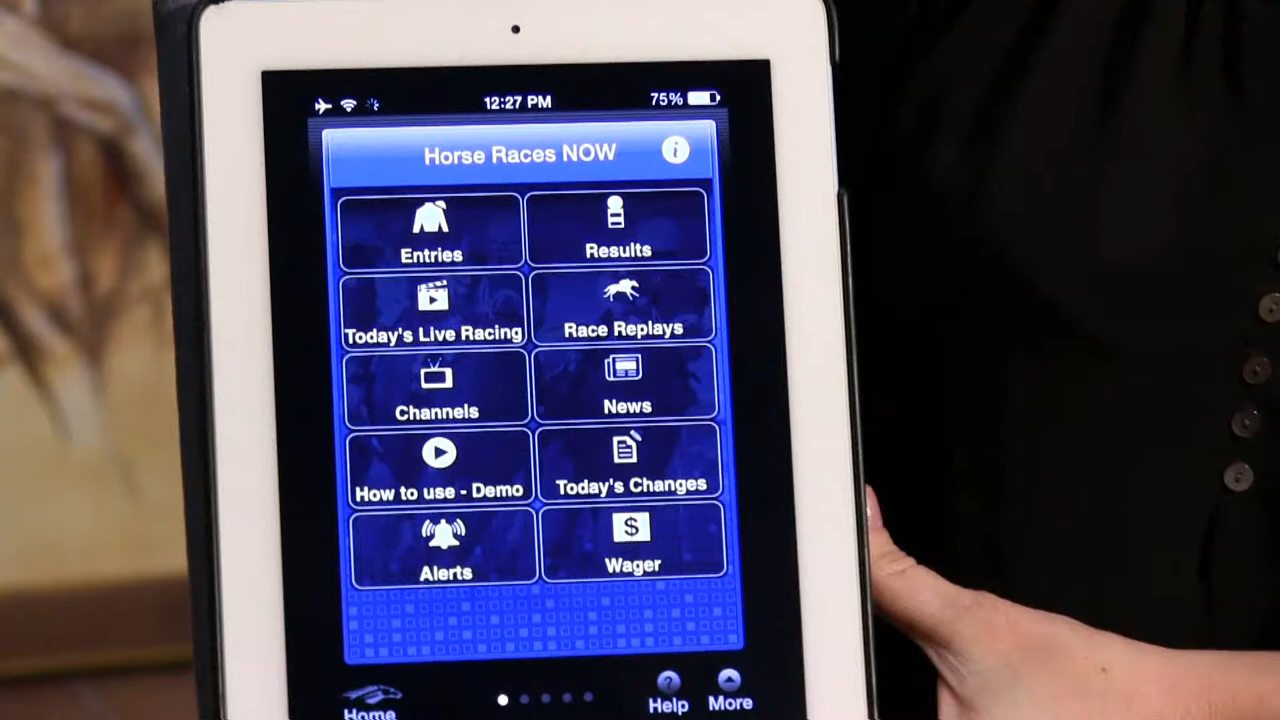 12:27 PM
75%
Horse Races NOW
i
Entries
Results
Today's Live Racing
Race Replays
Channels
News
How to use - Demo
Today's Changes
Alerts
$
Wager
?
Home
Help
More